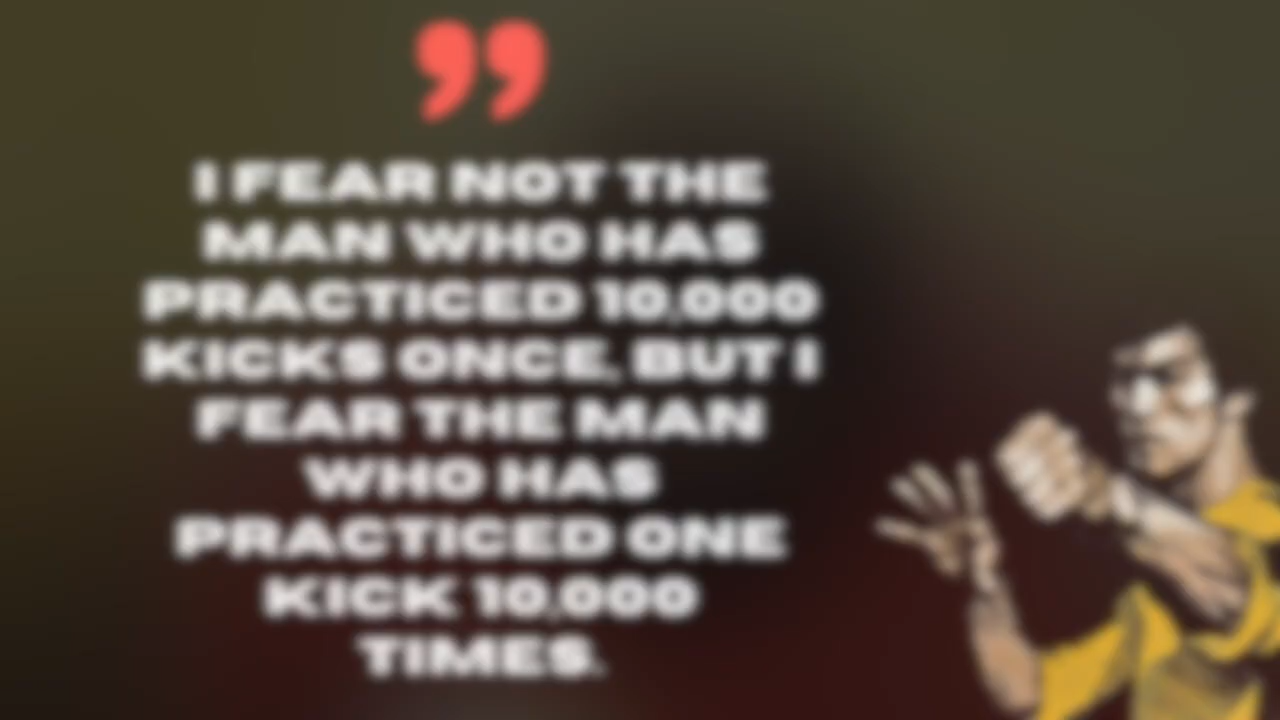 ”
I FEAR NOT THE
MAN WHO HAS
PRACTICED 10,000
KICKS ONCE, BUT I
FEAR THE MAN
WHO HAS
PRACTICED ONE
KICK 10,000
TIMES.